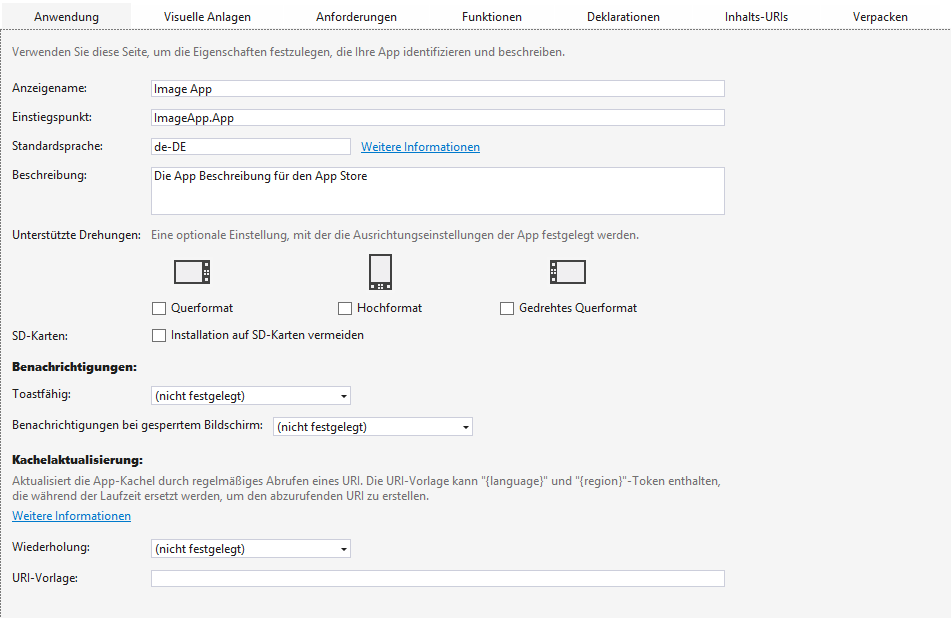 Anwendung Visuelle Anlagen Anforderungen Funktionen Deklarationen Inhalts-URIs Verpacken
Verwenden Sie diese Seite, um die Eigenschaften festzulegen, die Ihre App identifizieren und beschreiben.
Anzeigename: Image App
Einstiegspunkt: ImageApp.App
Standardsprache: de-DE Weitere Informationen
Beschreibung: Die App Beschreibung für den App Store
Unterstützte Drehungen: Eine optionale Einstellung, mit der die Ausrichtungseinstellungen der App festgelegt werden.
Querformat Hochformat Gedrehtes Querformat
SD-Karten: Installation auf SD-Karten vermeiden
Benachrichtigungen:
Toastfähig: (nicht festgelegt)
Benachrichtigungen bei gesperrtem Bildschirm: (nicht festgelegt)
Kachelaktualisierung:
Aktualisiert die App-Kachel durch regelmäßiges Abrufen eines URI. Die URI-Vorlage kann "{language}" und "{region}"-Token enthalten,
die während der Laufzeit ersetzt werden, um den abzurufenden URI zu erstellen.
Weitere Informationen
Wiederholung: (nicht festgelegt)
URI-Vorlage: